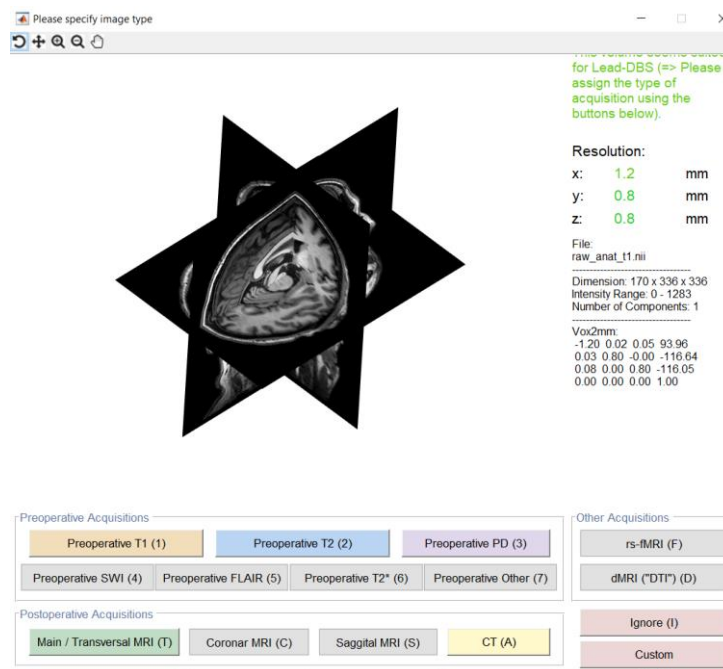 Please specify image type
for Lead-DBS (=> Please
assign the type of
acquisition using the
buttons below).
Resolution:
x: 1.2 mm
y: 0.8 mm
z: 0.8 mm
File:
raw_anat_t1.nii
----------------------------------
Dimension: 170 x 336 x 336
Intensity Range: 0 - 1283
Number of Components: 1
----------------------------------
Vox2mm:
-1.20 0.02 0.05 93.96
0.03 0.80 -0.00 -116.64
0.08 0.00 0.80 -116.05
0.00 0.00 0.00 1.00
Preoperative Acquisitions
Preoperative T1 (1) Preoperative T2 (2) Preoperative PD (3)
Preoperative SWI (4) Preoperative FLAIR (5) Preoperative T2* (6) Preoperative Other (7)
Other Acquisitions
rs-fMRI (F)
dMRI ("DTI") (D)
Postoperative Acquisitions
Main / Transversal MRI (T) Coronar MRI (C) Saggital MRI (S) CT (A)
Ignore (I)
Custom